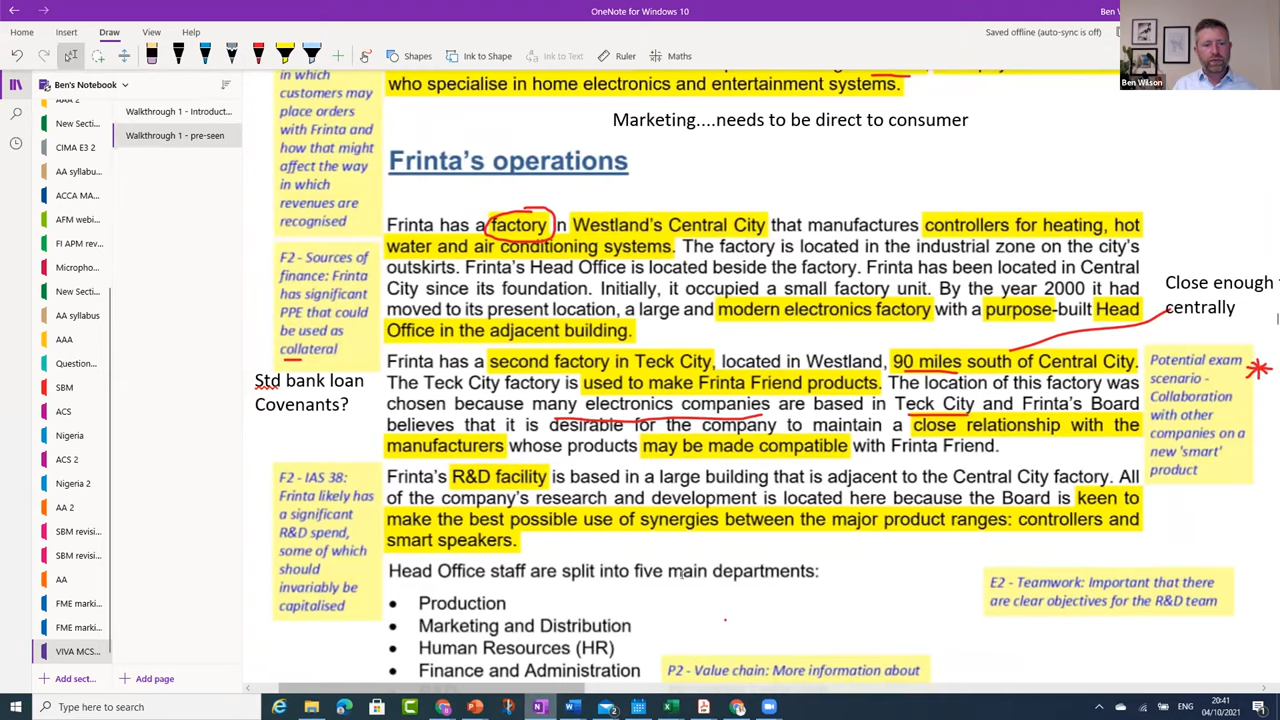 OneNote for Windows 10
Ben W
Home
Insert
Draw
View
Help
Saved offline (auto-sync is off)
Shapes
Ink to Shape
Ink to Text
Ruler
Maths
Ben Wilson
Ben's Notebook
AAA 2
New Secti...
CIMA E3 2
AA syllabu...
ACCA MA...
AFM webi...
FI APM rev...
Micropho...
New Secti...
AA syllabus
AAA
Question...
SBM
ACS
Nigeria
ACS 2
Nigeria 2
AA 2
SBM revisi...
SBM revisi...
AA
FME marki...
FME marki...
VIVA MCS...
Add sect...
Walkthrough 1 - Introduct...
Walkthrough 1 - pre-seen
Add page
in which
customers may
place orders
with Frinta and
how that might
affect the way
in which
revenues are
recognised
F2 - Sources of
finance: Frinta
has significant
PPE that could
be used as
collateral
Std bank loan
Covenants?
F2 - IAS 38:
Frinta likely has
a significant
R&D spend,
some of which
should
invariably be
capitalised
who specialise in home electronics and entertainment systems.
Marketing....needs to be direct to consumer
Frinta's operations
Frinta has a factory in Westland's Central City that manufactures controllers for heating, hot
water and air conditioning systems. The factory is located in the industrial zone on the city's
outskirts. Frinta's Head Office is located beside the factory. Frinta has been located in Central
City since its foundation. Initially, it occupied a small factory unit. By the year 2000 it had
moved to its present location, a large and modern electronics factory with a purpose-built Head
Office in the adjacent building.
Frinta has a second factory in Teck City, located in Westland, 90 miles south of Central City.
The Teck City factory is used to make Frinta Friend products. The location of this factory was
chosen because many electronics companies are based in Teck City and Frinta's Board
believes that it is desirable for the company to maintain a close relationship with the
manufacturers whose products may be made compatible with Frinta Friend.
Frinta's R&D facility is based in a large building that is adjacent to the Central City factory. All
of the company's research and development is located here because the Board is keen to
make the best possible use of synergies between the major product ranges: controllers and
smart speakers.
Head Office staff are split into five main departments:
• Production
• Marketing and Distribution
• Human Resources (HR)
• Finance and Administration
Close enough
centrally
Potential exam
scenario -
Collaboration
with other
companies on a
new 'smart'
product
E2 - Teamwork: Important that there
are clear objectives for the R&D team
P2 - Value chain: More information about
Type here to search
20:41
04/10/2021